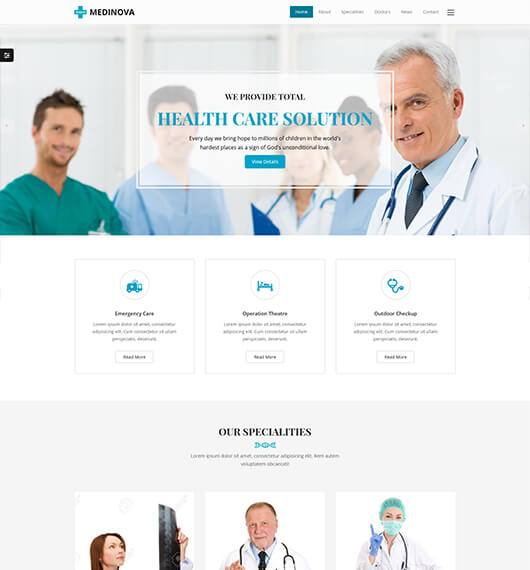 MEDINOVA
Home About Specialities Doctors News Contact
WE PROVIDE TOTAL
HEALTH CARE SOLUTION
Every day we bring hope to millions of children in the world's
hardest places as a sign of God's unconditional love.
View Details
Emergency Care
Lorem ipsum dolor sit amet, consectetur
adipisicing elit. Cum consectetur sit ullam
perspiciatis, deserunt.
Read More
Operation Theatre
Lorem ipsum dolor sit amet, consectetur
adipisicing elit. Cum consectetur sit ullam
perspiciatis, deserunt.
Read More
Outdoor Checkup
Lorem ipsum dolor sit amet, consectetur
adipisicing elit. Cum consectetur sit ullam
perspiciatis, deserunt.
Read More
OUR SPECIALITIES
Lorem ipsum dolor sit amet, consectetur adipisicing elit autem
voluptatem obcaecati!